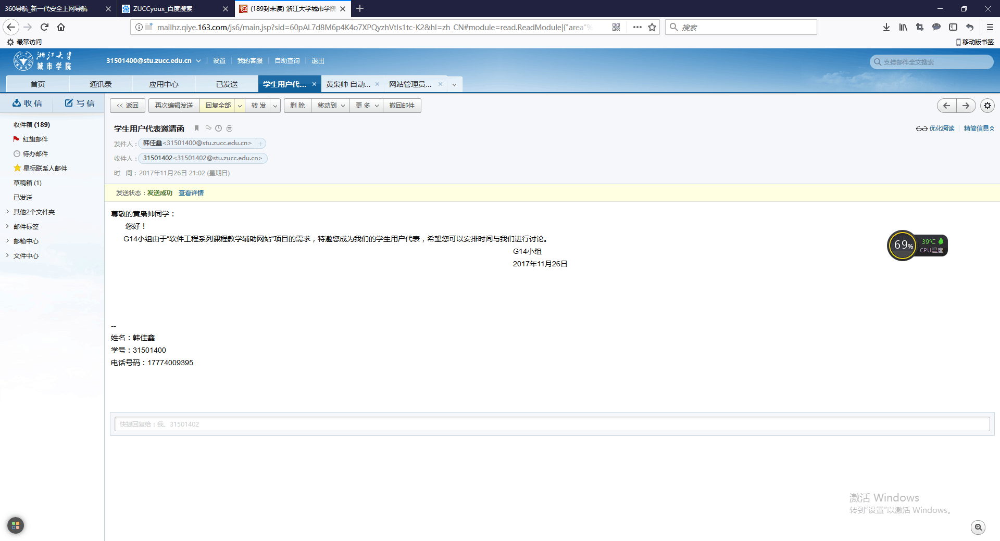 360导航_新一代安全上网导航
ZUCCyoux_百度搜索
(189封未读) 浙江大学城市学院
mailhz.qiye.163.com/js6/main.jsp?sid=60pAL7d8M6p4K4o7XPQyzhVtIs1tc-K2&hl=zh_CN#module=read.ReadModule|{"area"%
搜索
最常访问
移动版书签
浙江大学
城市学院
31501400@stu.zucc.edu.cn
设置
我的客服
自助查询
退出
支持邮件全文搜索
首页
通讯录
应用中心
已发送
学生用户代...
黄枭帅 自动...
网站管理员...
收信
写信
<< 返回
再次编辑发送
回复全部
转 发
删 除
移动到
更 多
撤回邮件
收件箱 (189)
红旗邮件
待办邮件
星标联系人邮件
草稿箱 (1)
已发送
其他2个文件夹
邮件标签
邮箱中心
文件中心
学生用户代表邀请函
优化阅读
精简信息
发件人：韩佳鑫<31501400@stu.zucc.edu.cn>
收件人：31501402<31501402@stu.zucc.edu.cn>
时 间：2017年11月26日 21:02 (星期日)
发送状态：发送成功 查看详情
尊敬的黄枭帅同学：
您好！
G14小组由于“软件工程系列课程教学辅助网站”项目的需求，特邀您成为我们的学生用户代表，希望您可以安排时间与我们进行讨论。
G14小组
2017年11月26日
--
姓名：韩佳鑫
学号：31501400
电话号码：17774009395
69%
39℃
CPU温度
快捷回复给：我、31501402
激活 Windows
转到“设置”以激活 Windows。